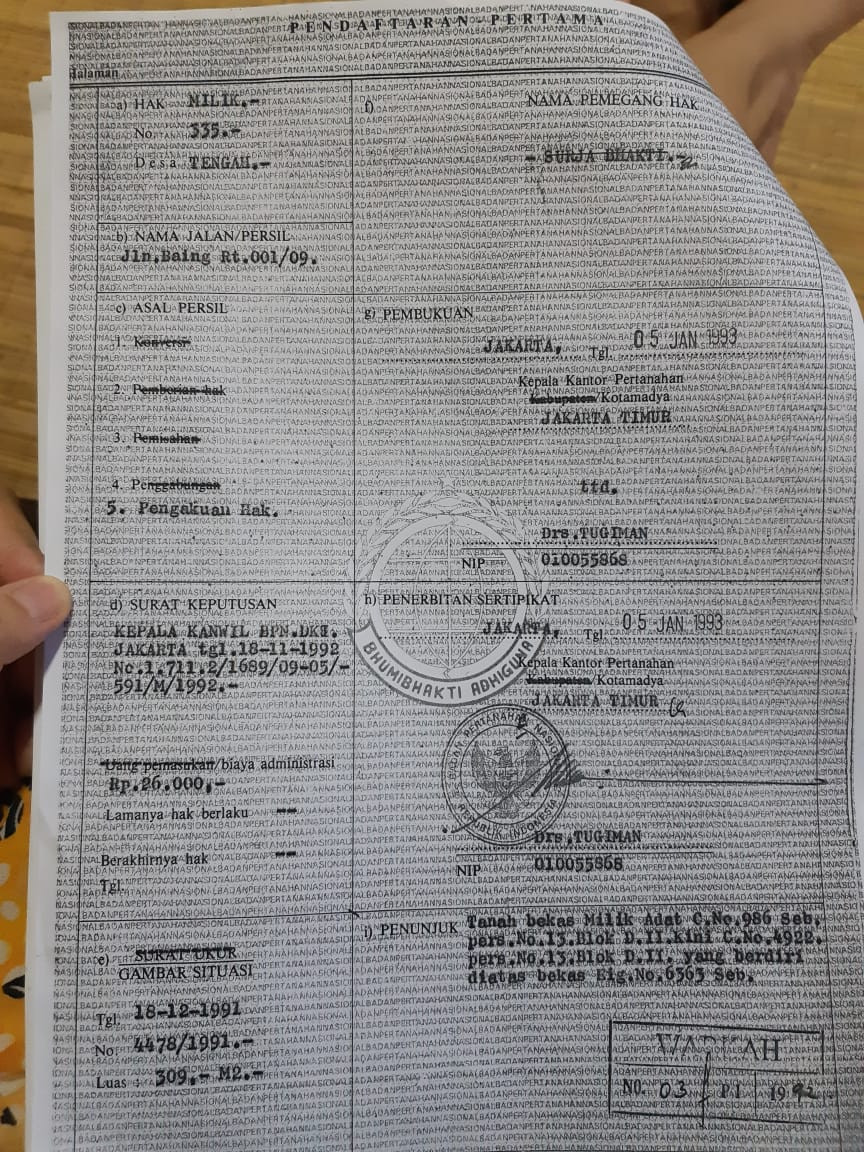 PENDAFTARAN PERTAMA
Halaman
a) HAK MILIK.-
No. 335.-
Desa TENGAH.-
b) NAMA JALAN/PERSIL
Jln.Baing Rt.001/09.
c) ASAL PERSIL
1. Konversi
2. Pemberian hak
3. Pemisahan
4. Penggabungan
5. Pengakuan Hak.
d) SURAT KEPUTUSAN
KEPALA KANWIL BPN.DKI.
JAKARTA tgl.18-11-1992
No.1.711.2/1689/09-05/-
591/M/1992.-
Uang pemasukan/biaya administrasi
Rp.26.000,-
Lamanya hak berlaku --
Berakhirnya hak --
Tgl.
e) SURAT UKUR
GAMBAR SITUASI
Tgl. 18-12-1991
No. 4478/1991.-
Luas : 309,- M2.-
f) NAMA PEMEGANG HAK
- SURJA BHAKTI.-
g) PEMBUKUAN
JAKARTA, Tgl. 05 JAN 1993
Kepala Kantor Pertanahan
Kabupaten/Kotamadya
JAKARTA TIMUR
ttd.
Drs.TUGIMAN
NIP 010055868
h) PENERBITAN SERTIPIKAT
JAKARTA, Tgl. 05 JAN 1993
Kepala Kantor Pertanahan
Kabupaten/Kotamadya
JAKARTA TIMUR
BHUMIBHAKTI ADHIGUNA
BADAN PERTANAHAN NASIONAL
REPUBLIK INDONESIA
Drs.TUGIMAN
NIP 010055868
i) PENUNJUK
Tanah bekas Milik Adat C.No.986 Seb.
pers.No.13.Blok D.II.Kini C.No.4922.
pers.No.13.Blok D.II. yang berdiri
diatas bekas Eig.No.6363 Seb.
WARKAH
NO. 03 P.I 1992